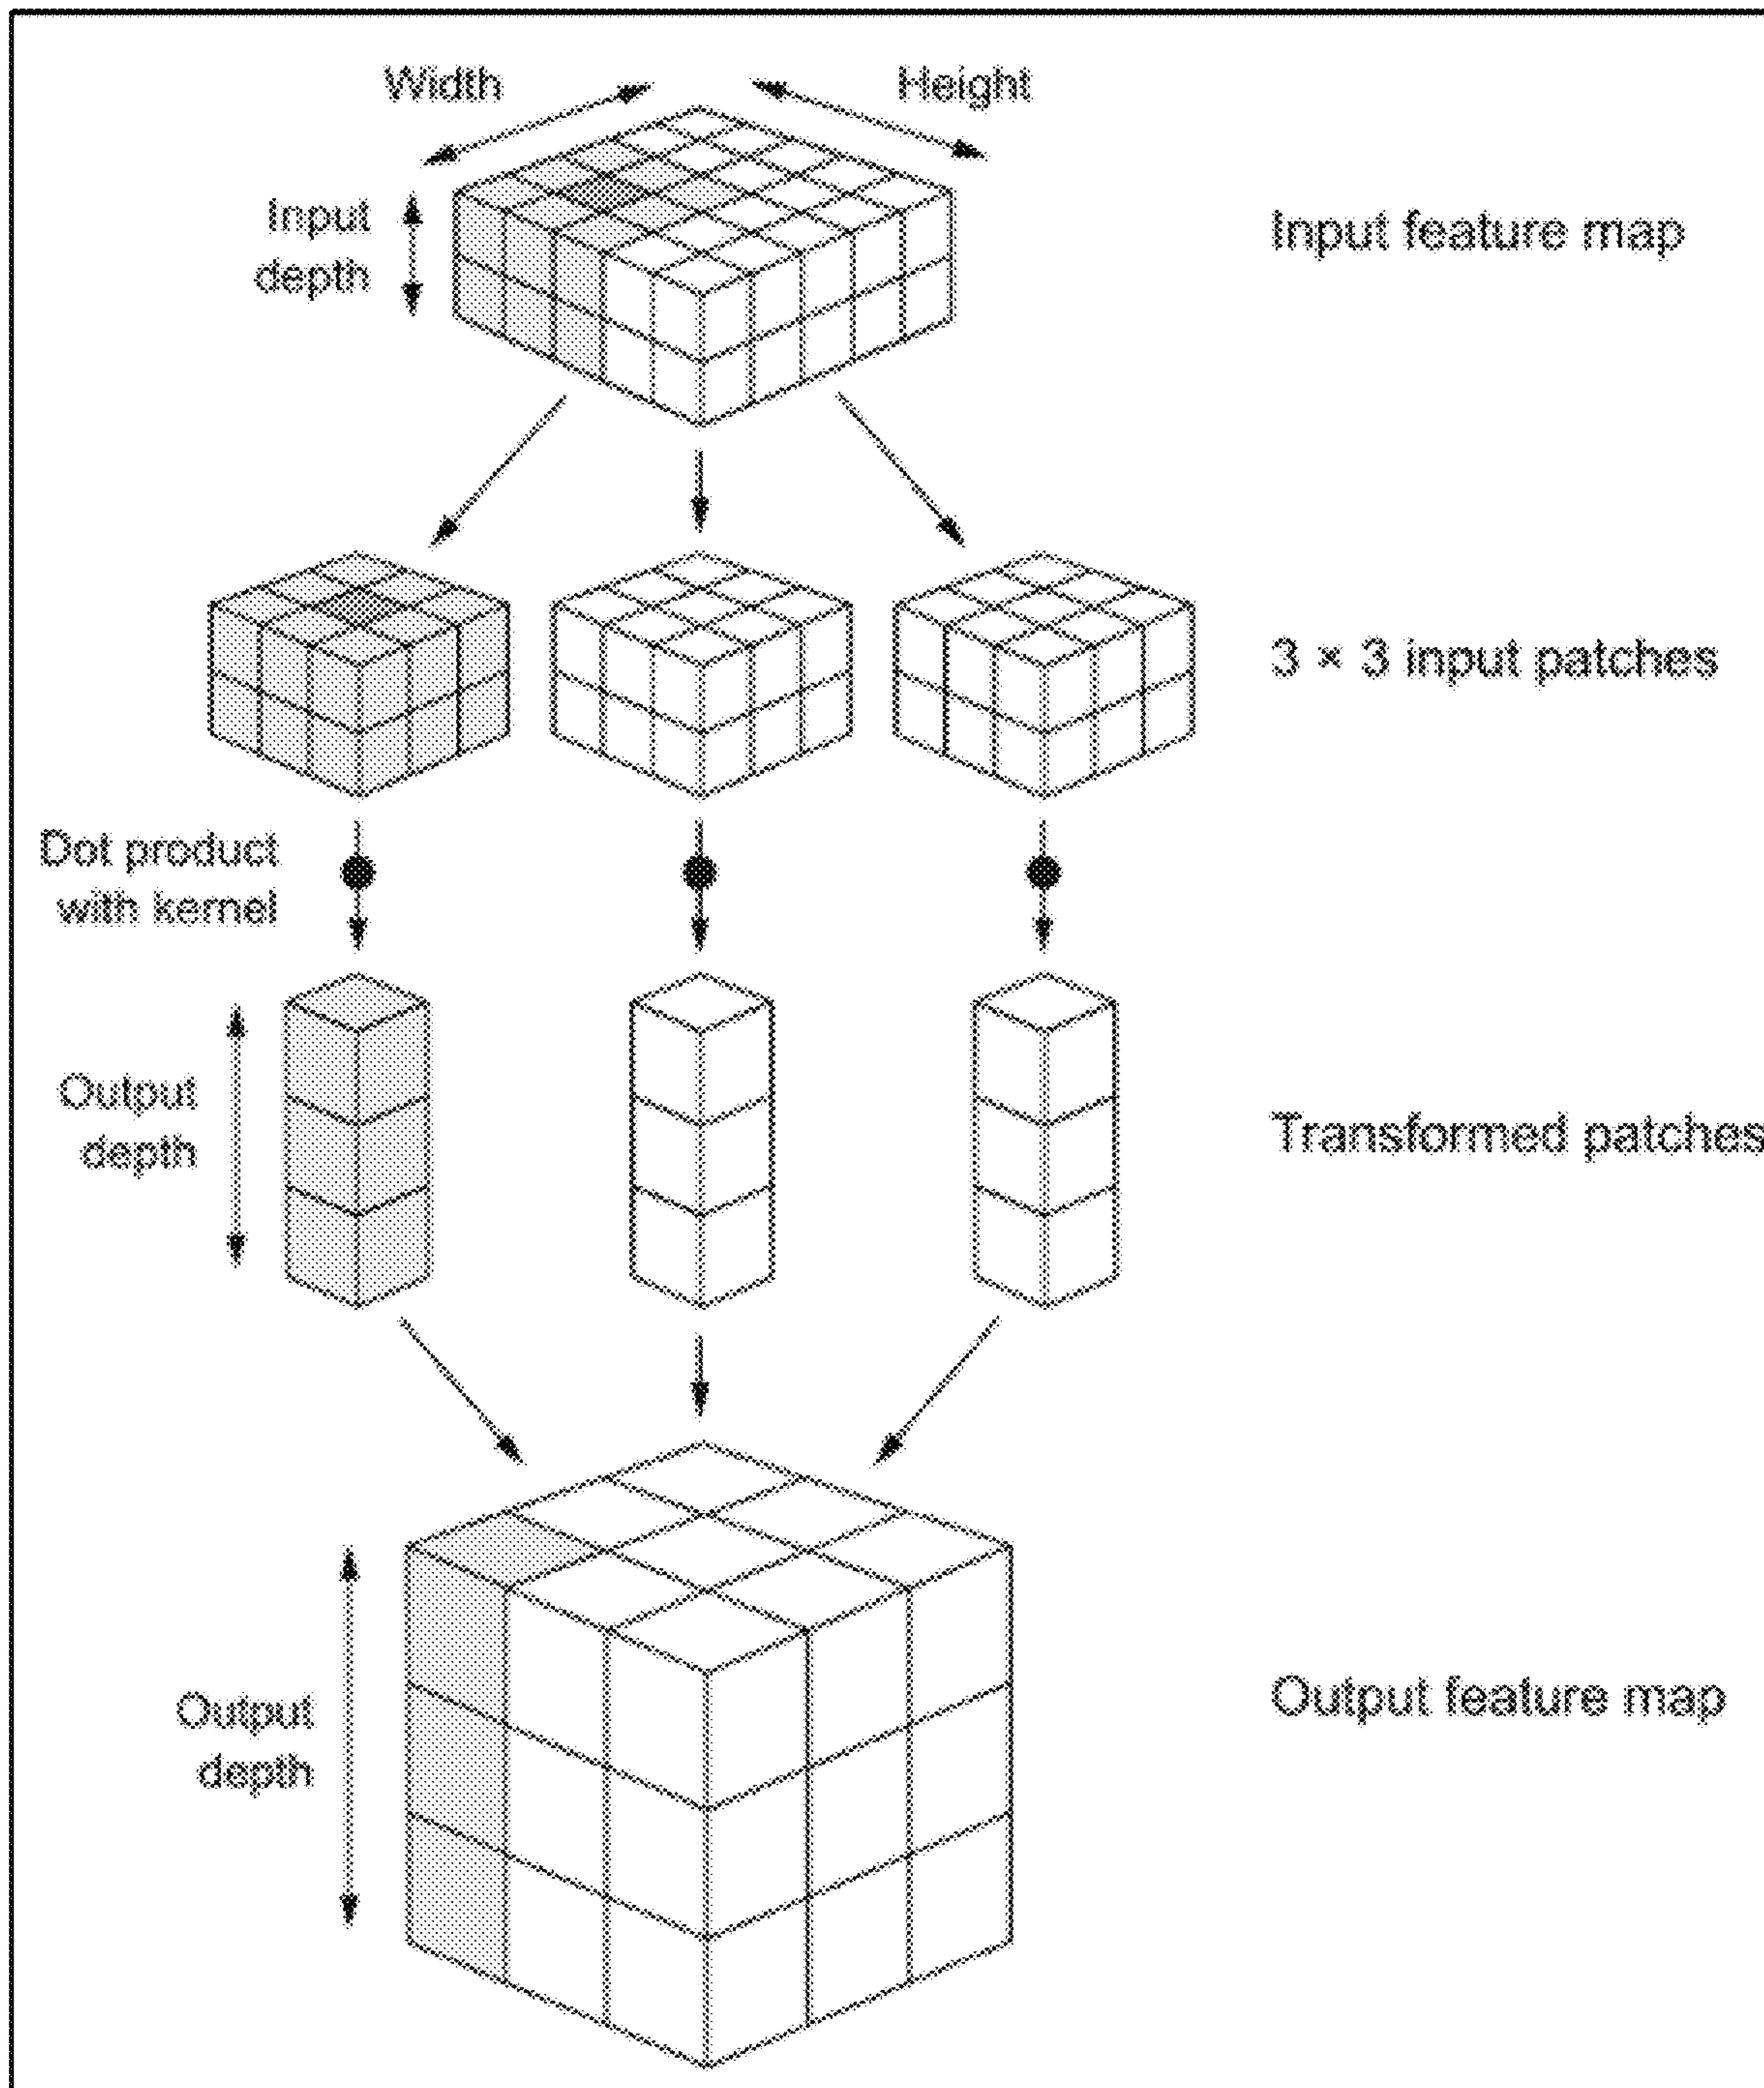 Width
Height
Input
depth
Input feature map
3 × 3 input patches
Dot product
with kernel
Output
depth
Transformed patches
Output
depth
Output feature map